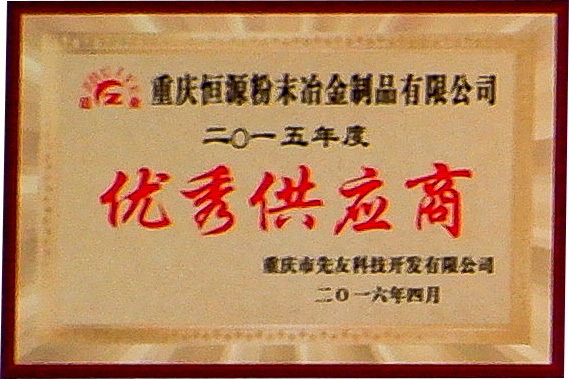 重庆恒源粉末冶金制品有限公司
二〇一五年度
优秀供应商
重庆市先友科技开发有限公司
二〇一六年四月